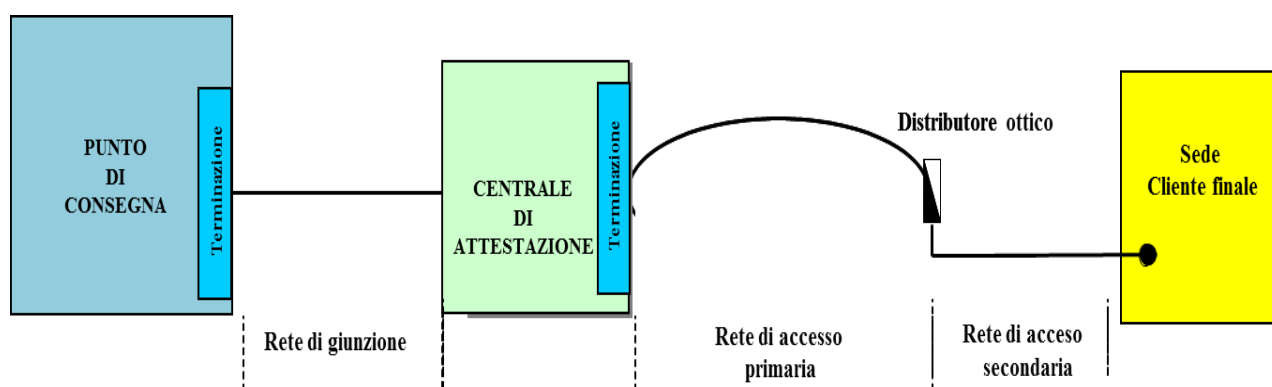 PUNTO
DI
CONSEGNA
Terminazione
Rete di giunzione
CENTRALE
DI
ATTESTAZIONE
Terminazione
Rete di accesso
primaria
Distributore ottico
Rete di acceso
secondaria
Sede
Cliente finale